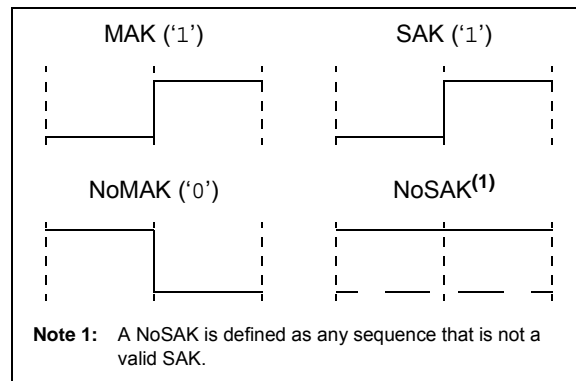 MAK (‘1’) SAK (‘1’)
NoMAK (‘0’) NoSAK(1)
Note 1: A NoSAK is defined as any sequence that is not a
valid SAK.